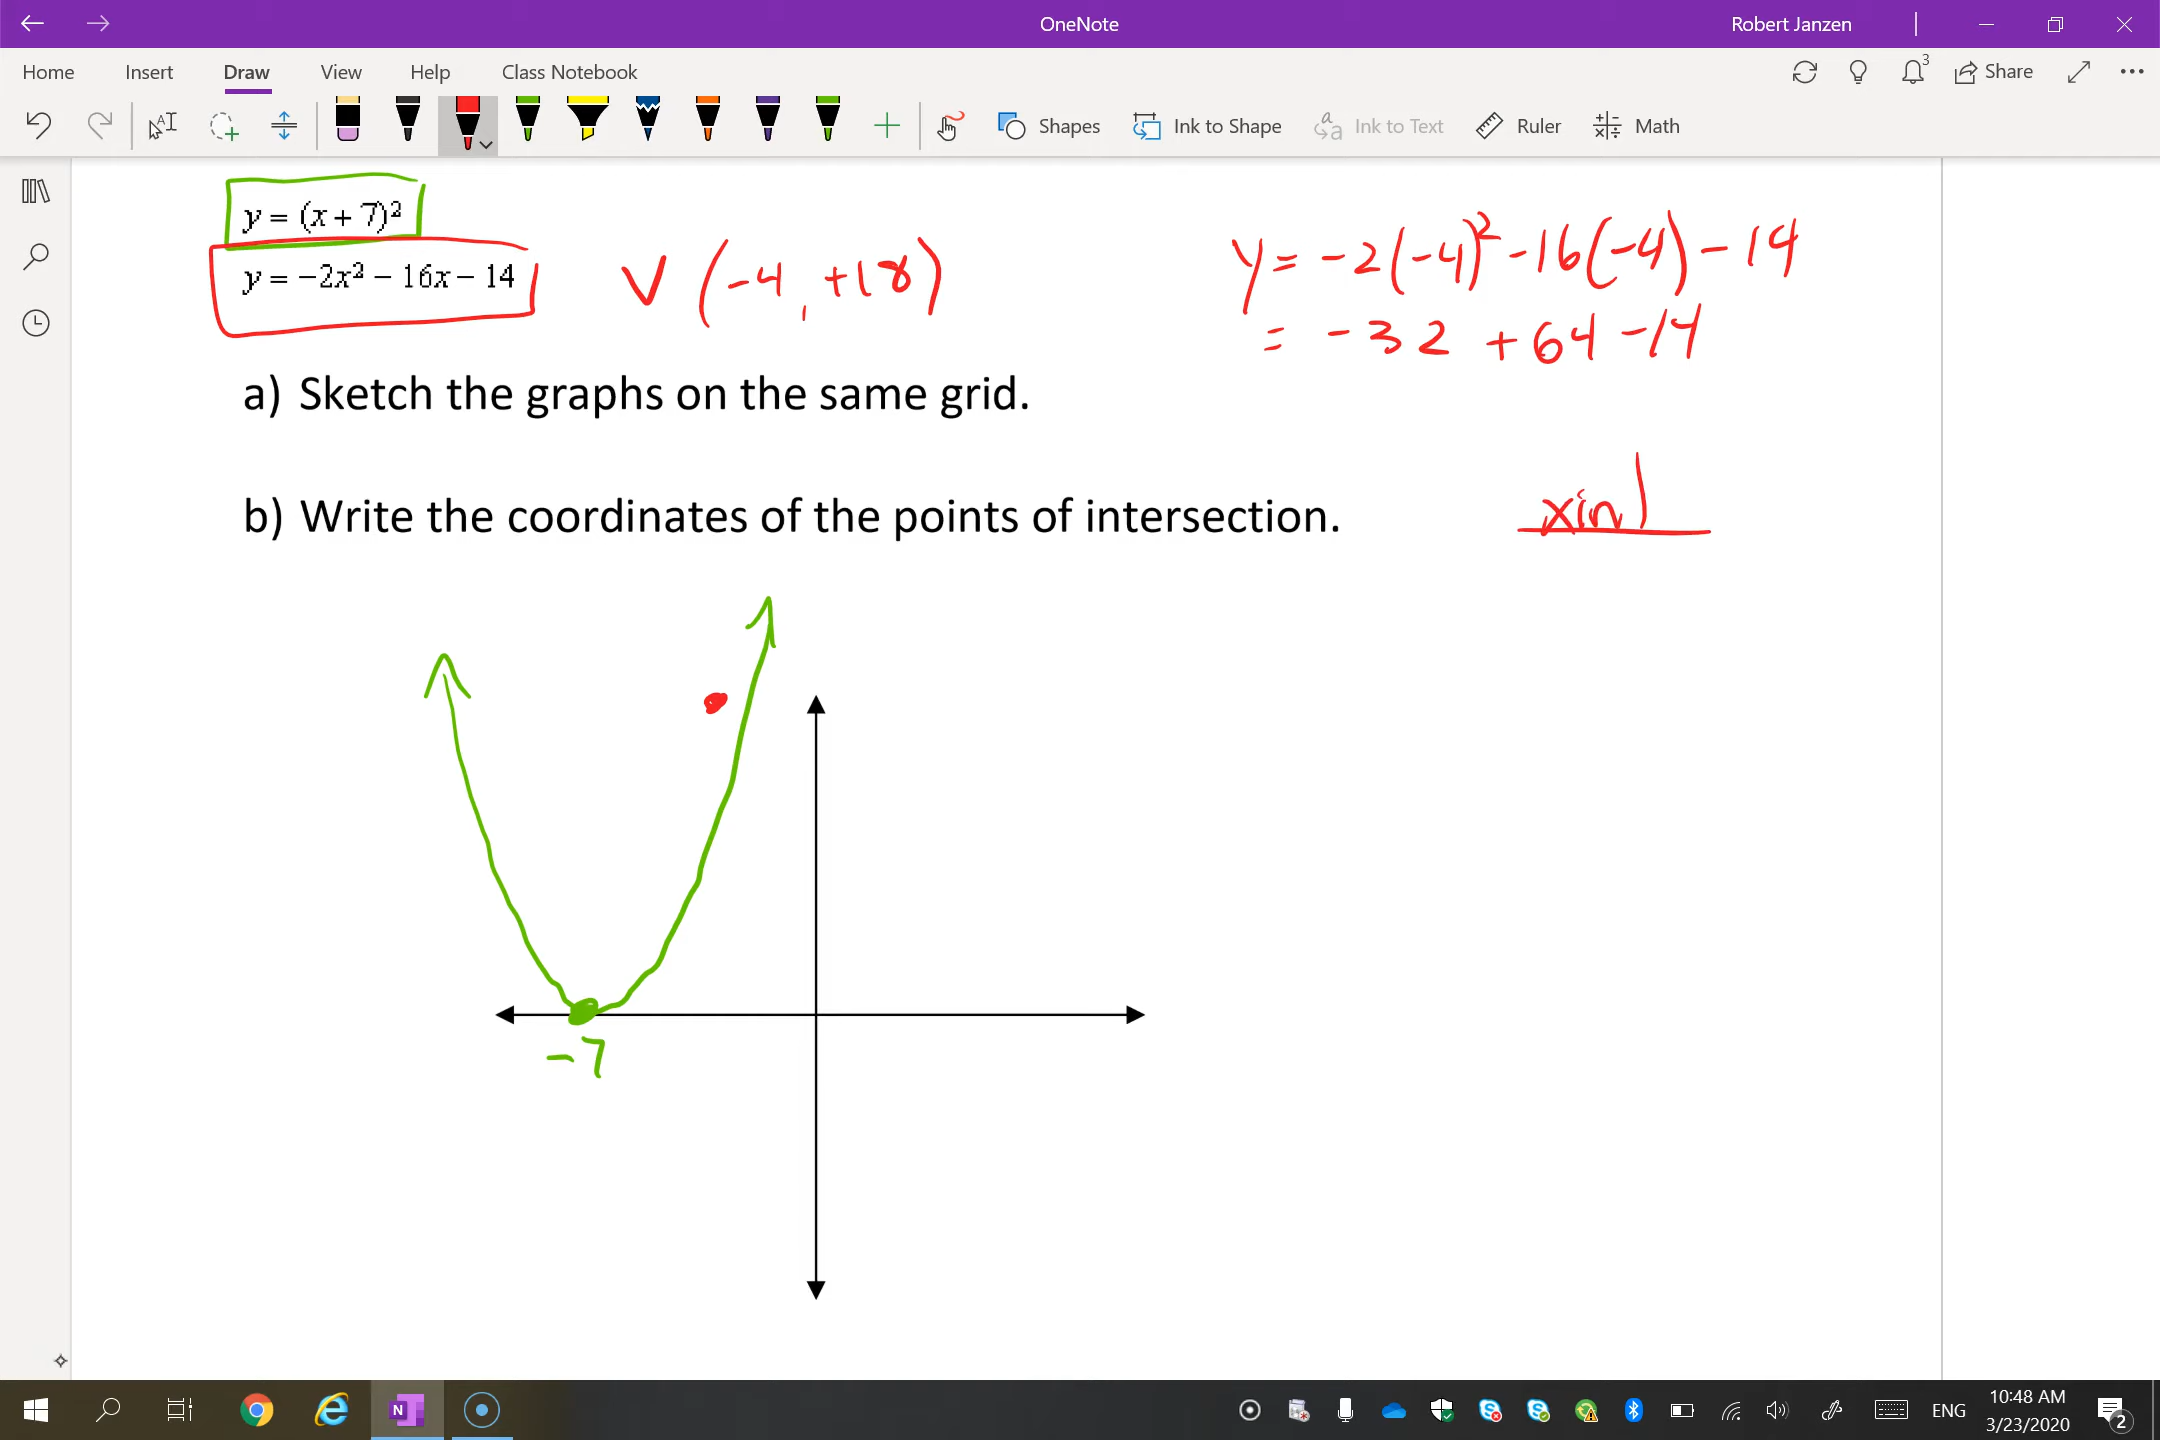 OneNote
Robert Janzen
Home Insert Draw View Help Class Notebook
3
Share
Shapes Ink to Shape Ink to Text Ruler Math
y = (x + 7)²
y = −2x² − 16x − 14
V (-4, +18)
y = -2(-4)² -16(-4) - 14
= -32 +64 -14
a) Sketch the graphs on the same grid.
b) Write the coordinates of the points of intersection.
xin
-7
N
ENG
10:48 AM
3/23/2020
2